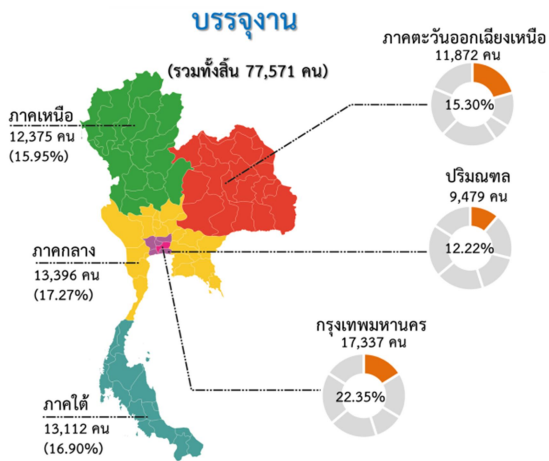 บรรจุงาน
(รวมทั้งสิ้น 77,571 คน)
ภาคตะวันออกเฉียงเหนือ
11,872 คน
15.30%
ภาคเหนือ
12,375 คน
(15.95%)
ปริมณฑล
9,479 คน
12.22%
ภาคกลาง
13,396 คน
(17.27%)
กรุงเทพมหานคร
17,337 คน
22.35%
ภาคใต้
13,112 คน
(16.90%)